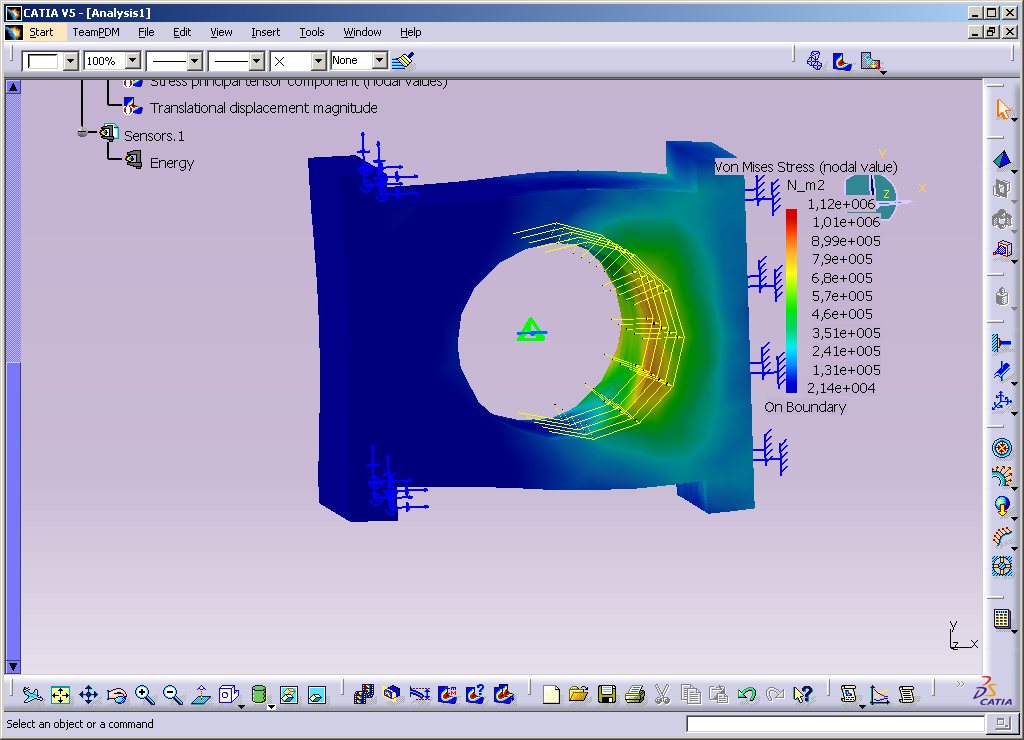 CATIA V5 - [Analysis1]
Start TeamPDM File Edit View Insert Tools Window Help
100% None
Stress principal tensor component (nodal values)
Translational displacement magnitude
Sensors.1
Energy
Von Mises Stress (nodal value)
N_m2
1,12e+006
1,01e+006
8,99e+005
7,9e+005
6,8e+005
5,7e+005
4,6e+005
3,51e+005
2,41e+005
1,31e+005
2,14e+004
On Boundary
y
x
z
y
z x
CATIA
Select an object or a command